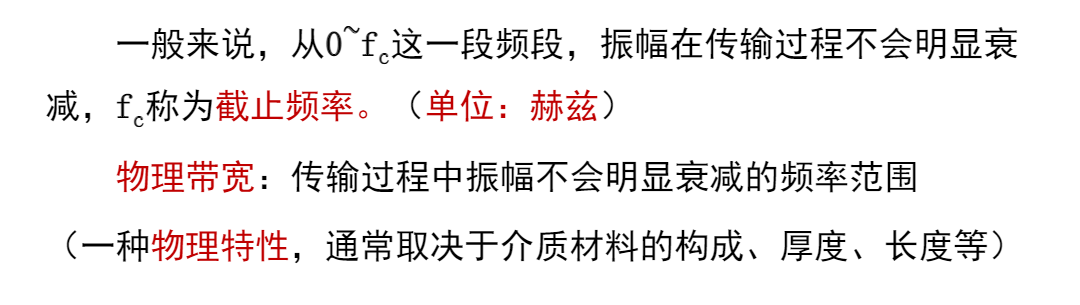 一般来说，从0~fc这一段频段，振幅在传输过程不会明显衰
减，fc称为截止频率。（单位：赫兹）
物理带宽：传输过程中振幅不会明显衰减的频率范围
（一种物理特性，通常取决于介质材料的构成、厚度、长度等）